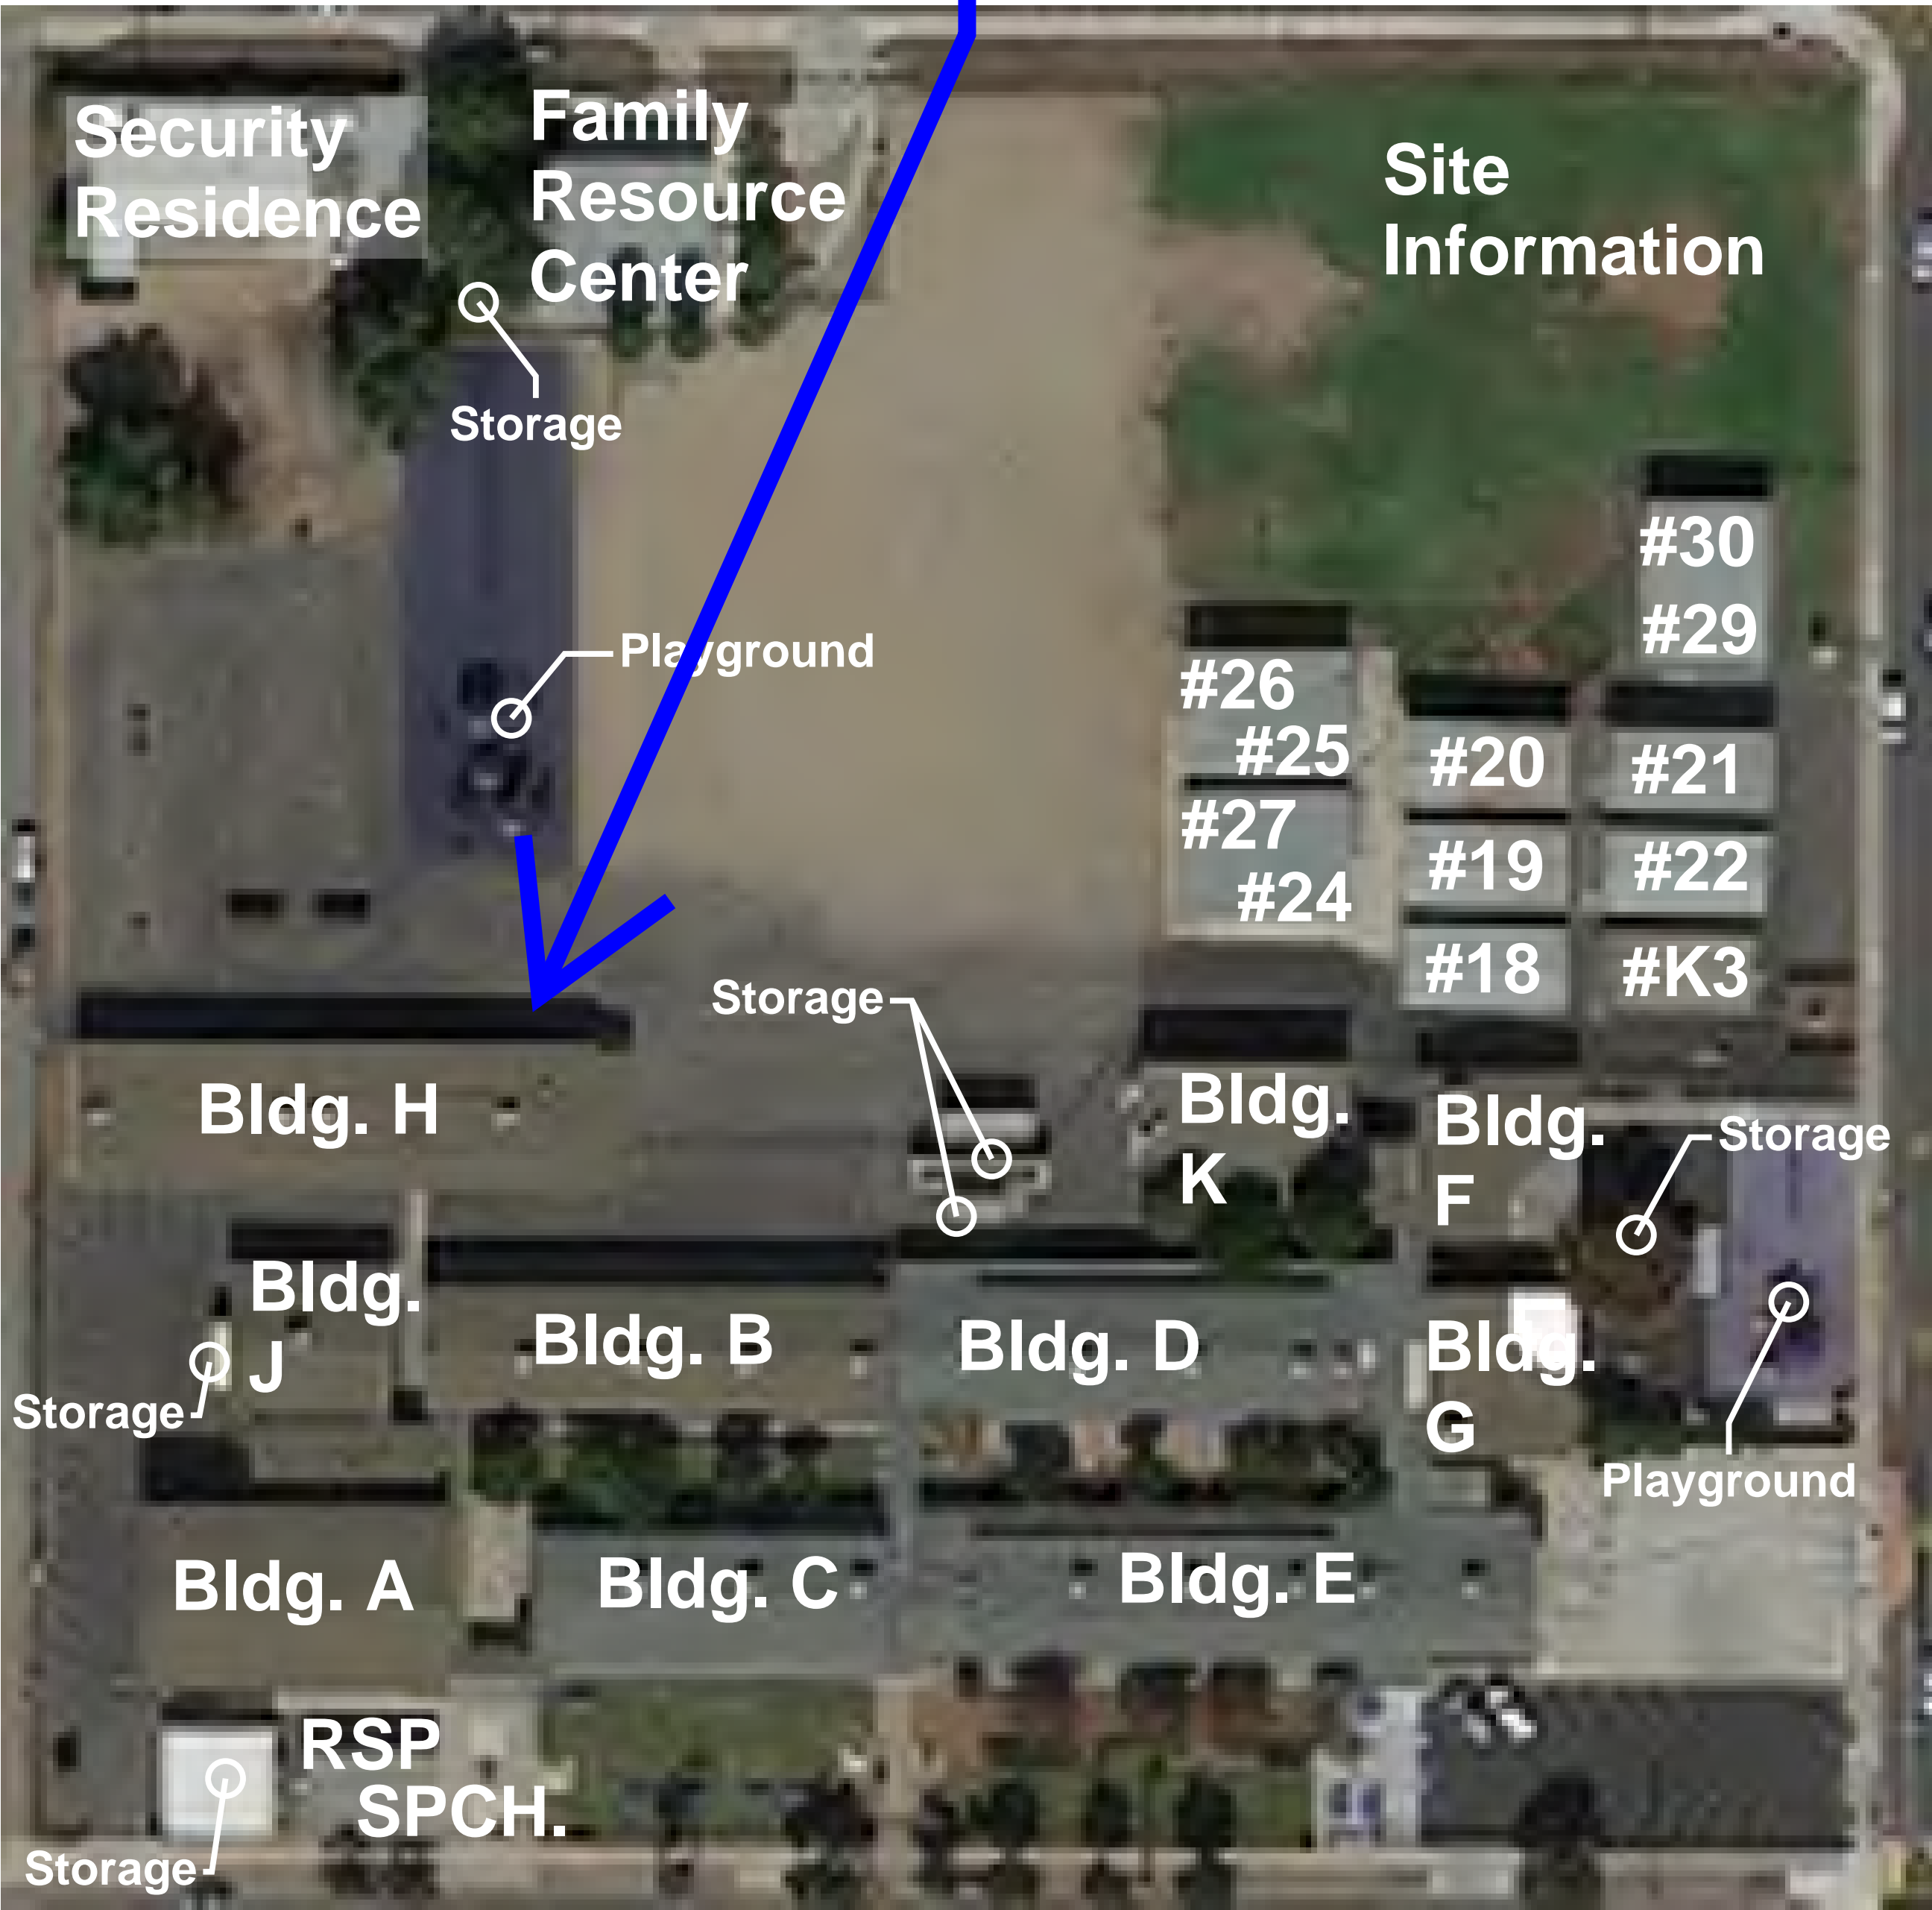 Security
Residence
Family
Resource
Center
Site
Information
Storage
#30
#29
Playground
#26
#25
#20
#21
#27
#24
#19
#22
#18
#K3
Storage
Bldg. H
Bldg.
K
Bldg.
F
Storage
Bldg.
J
Bldg. B
Bldg. D
Bldg.
G
Storage
Playground
Bldg. A
Bldg. C
Bldg. E
RSP
SPCH.
Storage